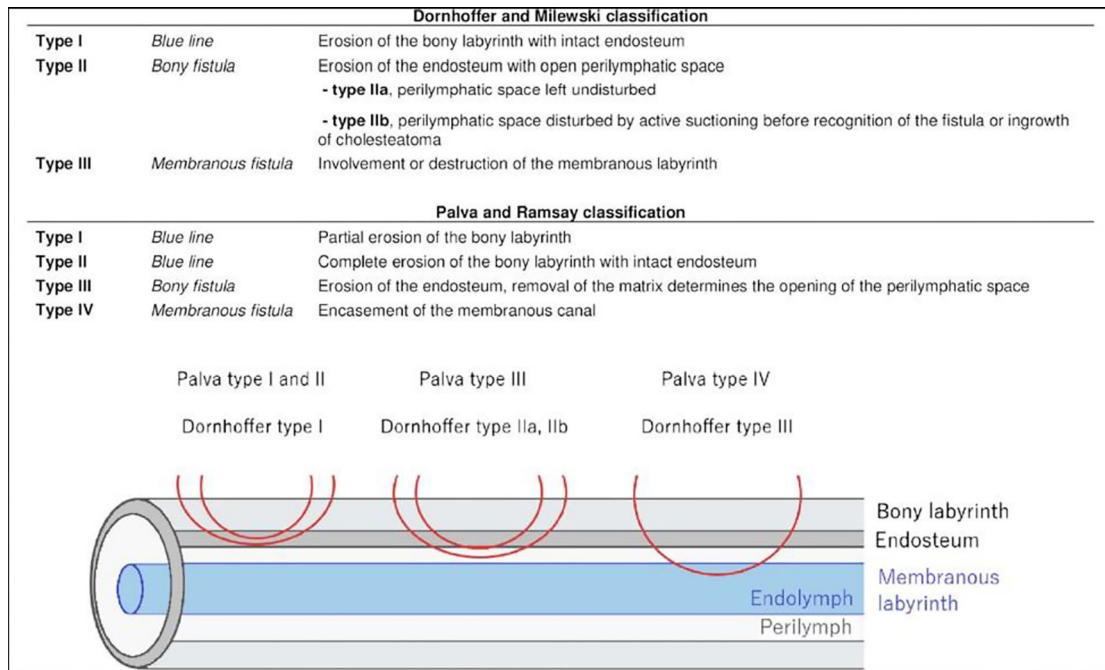 Dornhoffer and Milewski classification
Type I Blue line Erosion of the bony labyrinth with intact endosteum
Type II Bony fistula Erosion of the endosteum with open perilymphatic space
- type IIa, perilymphatic space left undisturbed
- type IIb, perilymphatic space disturbed by active suctioning before recognition of the fistula or ingrowth
of cholesteatoma
Type III Membranous fistula Involvement or destruction of the membranous labyrinth
Palva and Ramsay classification
Type I Blue line Partial erosion of the bony labyrinth
Type II Blue line Complete erosion of the bony labyrinth with intact endosteum
Type III Bony fistula Erosion of the endosteum, removal of the matrix determines the opening of the perilymphatic space
Type IV Membranous fistula Encasement of the membranous canal
Palva type I and II Palva type III Palva type IV
Dornhoffer type I Dornhoffer type IIa, IIb Dornhoffer type III
Bony labyrinth
Endosteum
Membranous
labyrinth
Endolymph
Perilymph